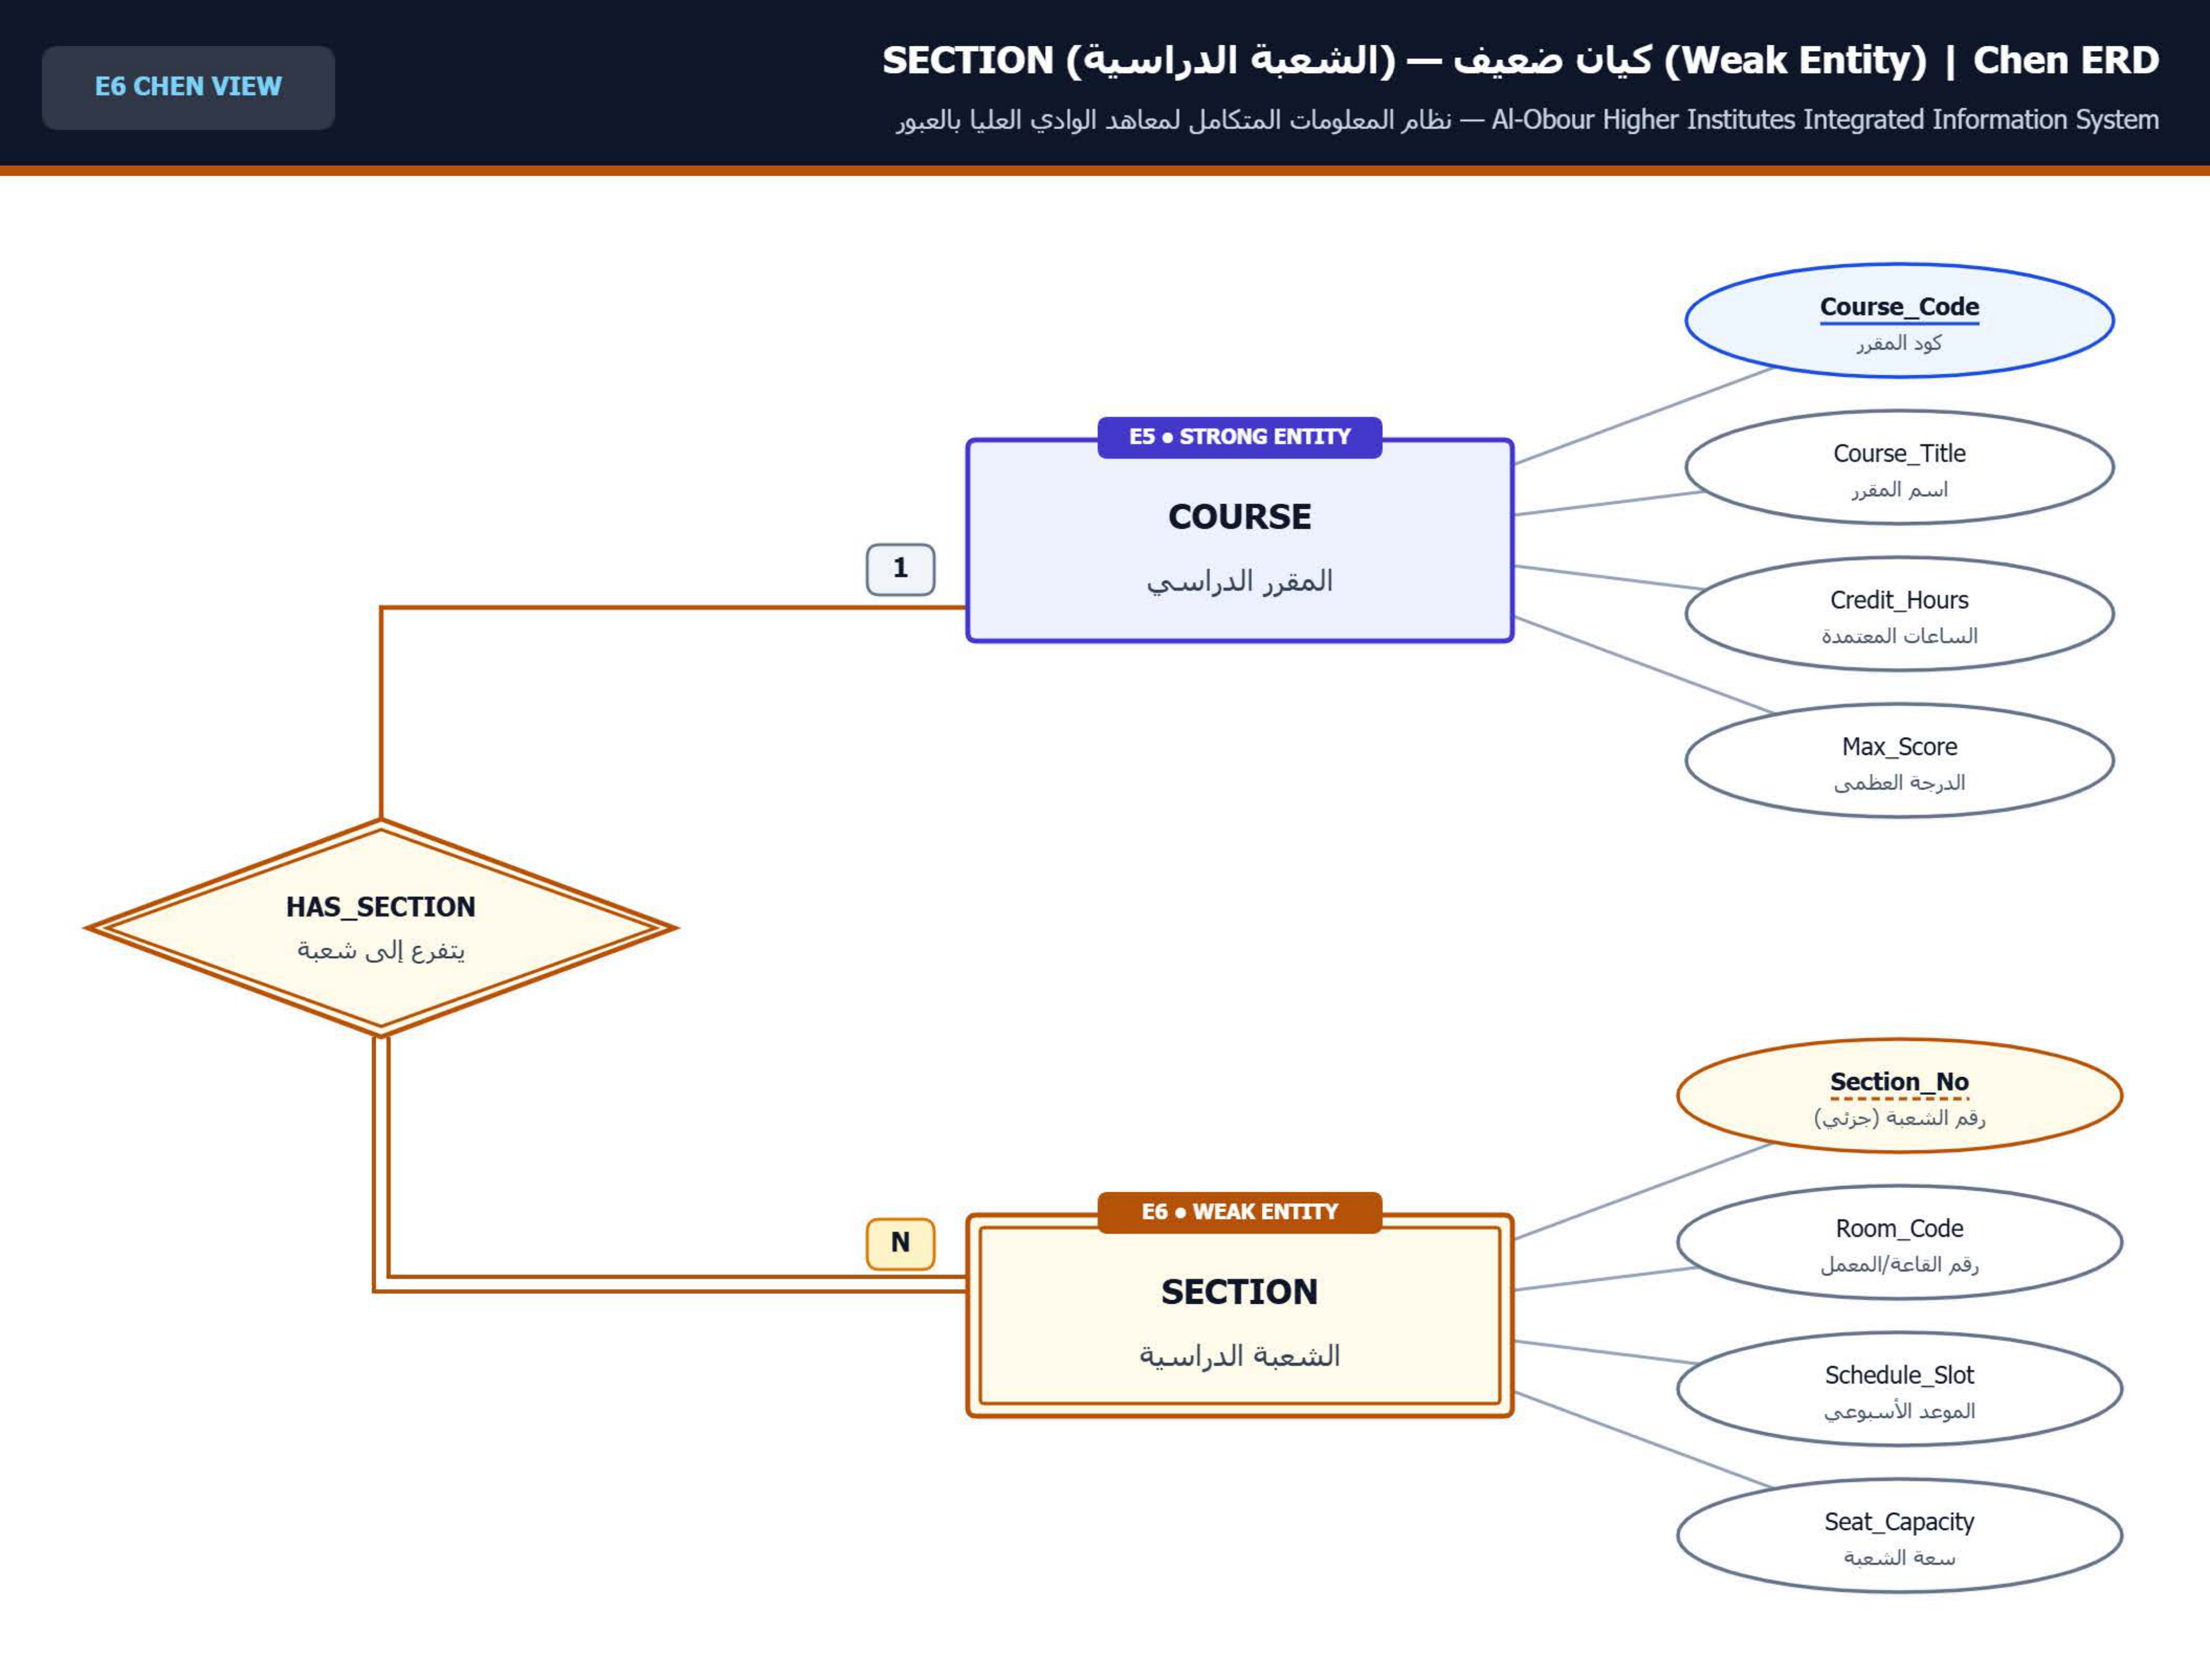 E6 CHEN VIEW
SECTION (الشعبة الدراسية) — كيان ضعيف (Weak Entity) | Chen ERD
نظام المعلومات المتكامل لمعاهد الوادي العليا بالعبور — Al-Obour Higher Institutes Integrated Information System
Course_Code
كود المقرر
E5 ● STRONG ENTITY
COURSE
المقرر الدراسي
Course_Title
اسم المقرر
1
Credit_Hours
الساعات المعتمدة
Max_Score
الدرجة العظمى
HAS_SECTION
يتفرع إلى شعبة
Section_No
رقم الشعبة (جزئي)
N
E6 ● WEAK ENTITY
SECTION
الشعبة الدراسية
Room_Code
رقم القاعة/المعمل
Schedule_Slot
الموعد الأسبوعي
Seat_Capacity
سعة الشعبة